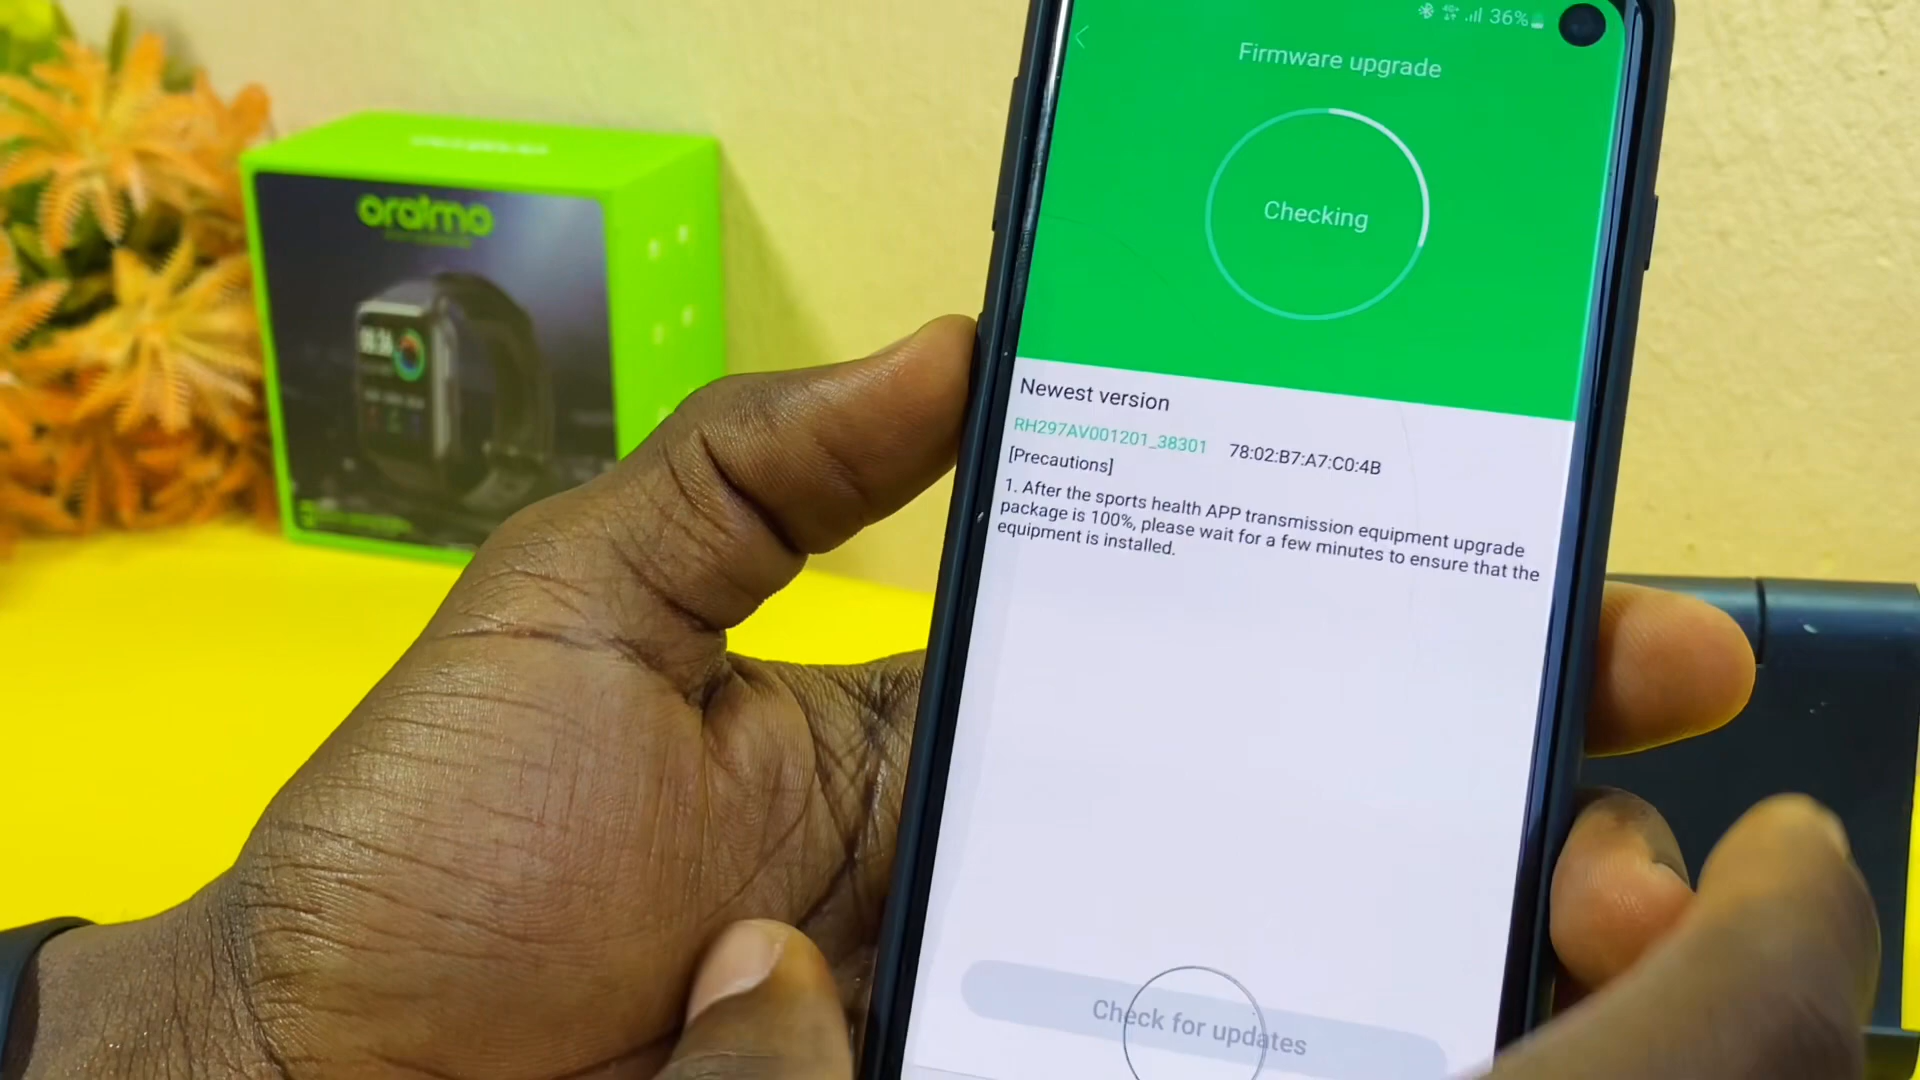 oraimo
36%
Firmware upgrade
Checking
Newest version
RH297AV001201_38301 78:02:B7:A7:C0:4B
[Precautions]
1. After the sports health APP transmission equipment upgrade
package is 100%, please wait for a few minutes to ensure that the
equipment is installed.
Check for updates